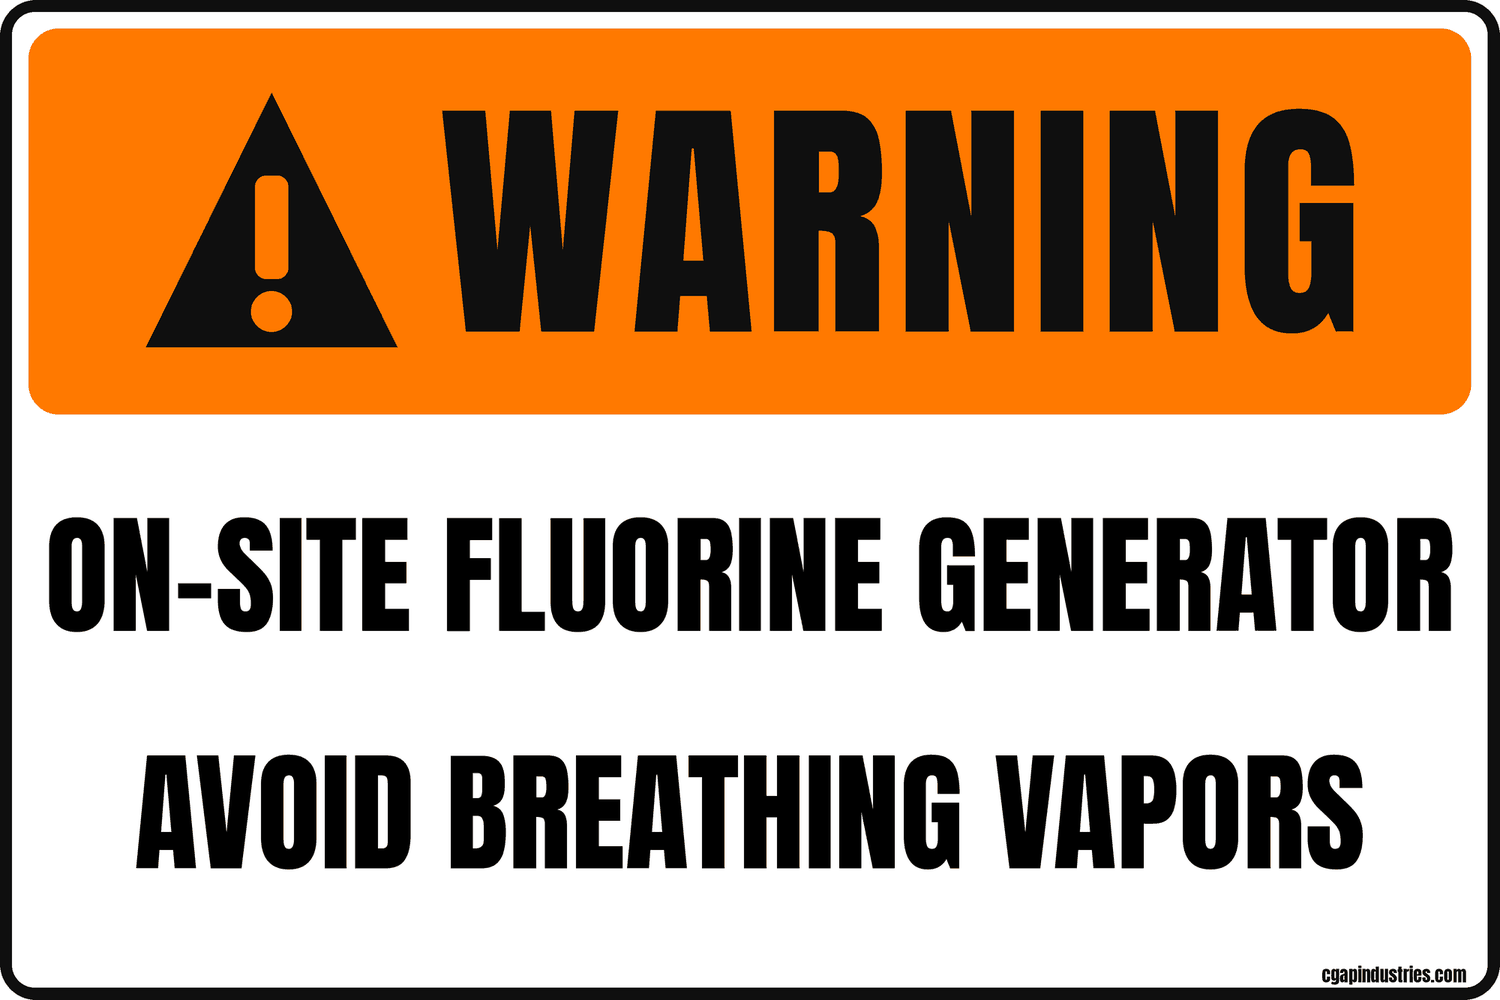 WARNING
ON-SITE FLUORINE GENERATOR
AVOID BREATHING VAPORS
cgapindustries.com